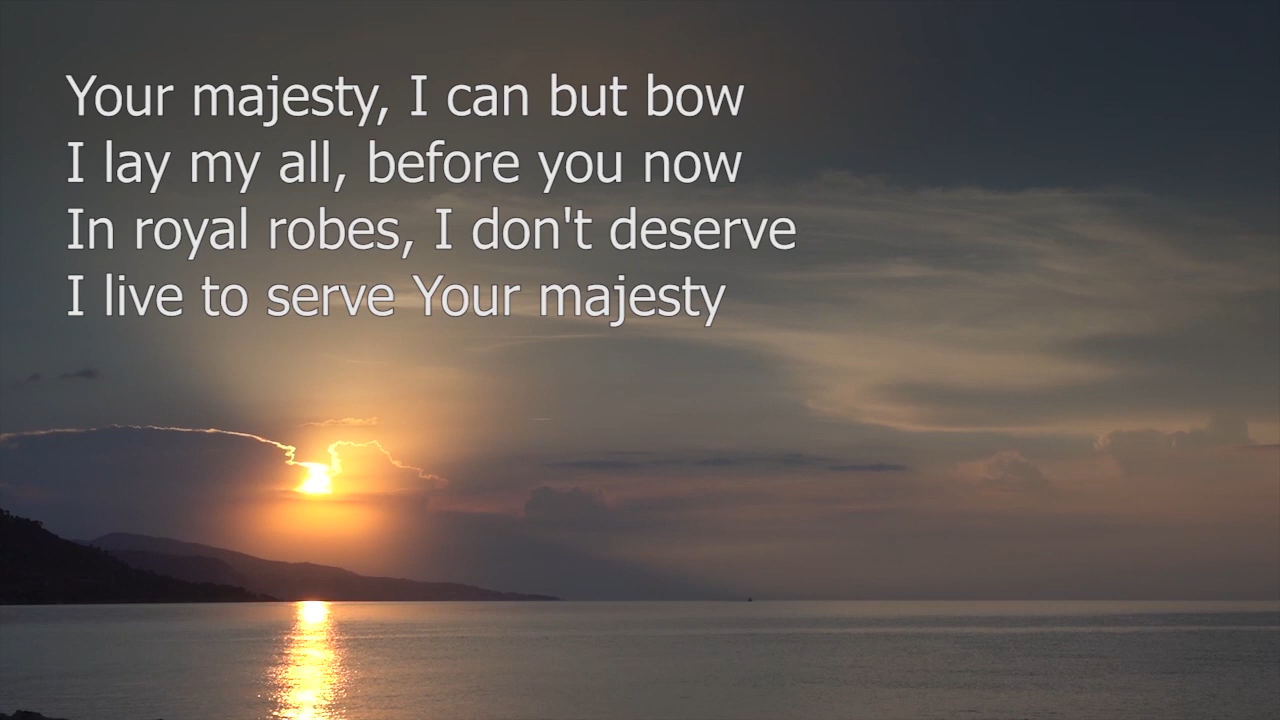 Your majesty, I can but bow
I lay my all, before you now
In royal robes, I don't deserve
I live to serve Your majesty